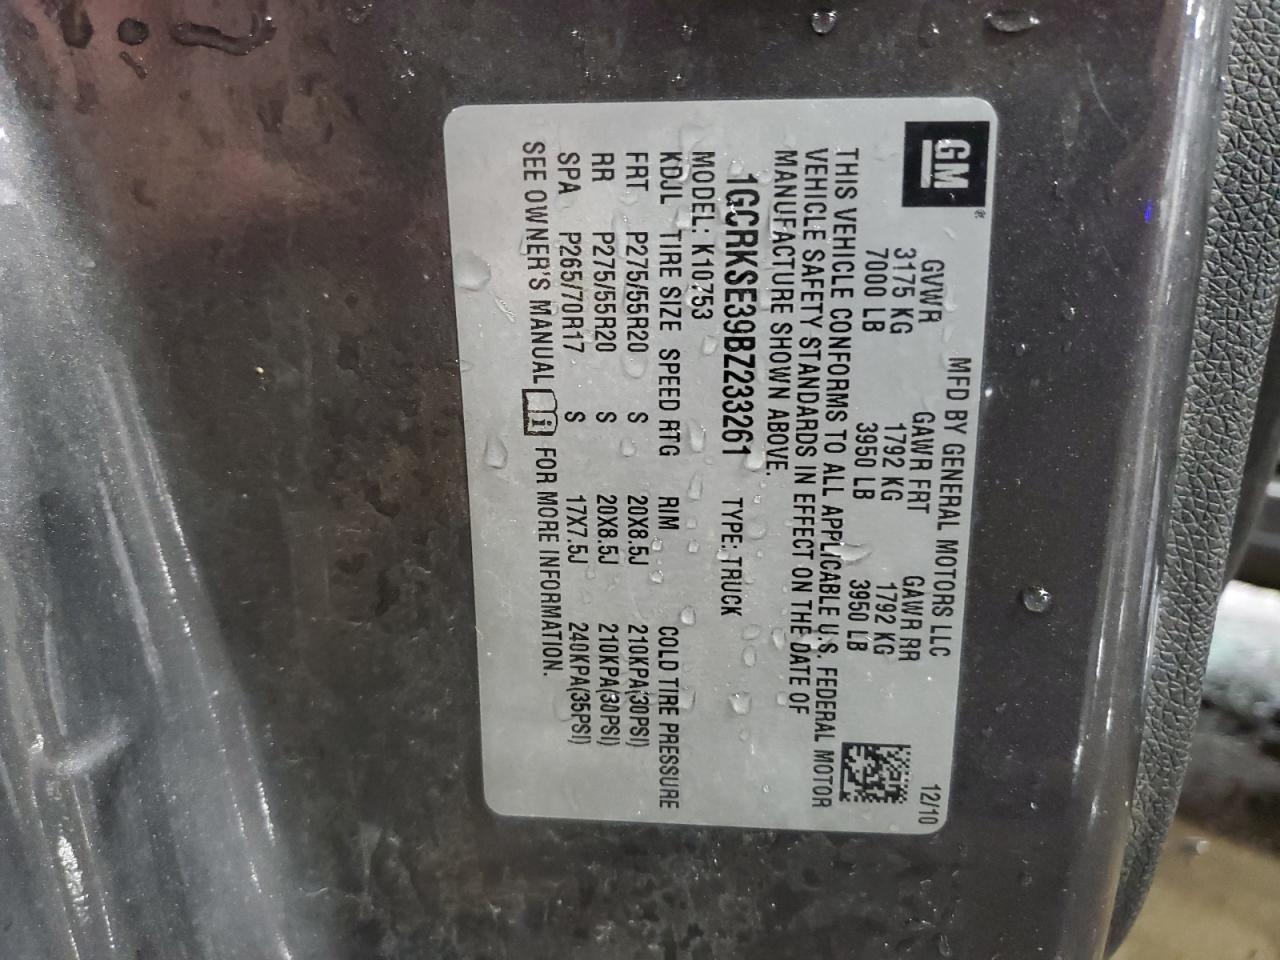 GM
MFD BY GENERAL MOTORS LLC 12/10
GVWR GAWR FRT GAWR RR
3175 KG 1792 KG 1792 KG
7000 LB 3950 LB 3950 LB
THIS VEHICLE CONFORMS TO ALL APPLICABLE U.S. FEDERAL MOTOR
VEHICLE SAFETY STANDARDS IN EFFECT ON THE DATE OF
MANUFACTURE SHOWN ABOVE.
1GCRKSE39BZ233261 TYPE: TRUCK
MODEL: K10753
KDJL TIRE SIZE SPEED RTG RIM COLD TIRE PRESSURE
FRT P275/55R20 S 20X8.5J 210KPA(30PSI)
RR P275/55R20 S 20X8.5J 210KPA(30PSI)
SPA P265/70R17 S 17X7.5J 240KPA(35PSI)
SEE OWNER'S MANUAL i FOR MORE INFORMATION.